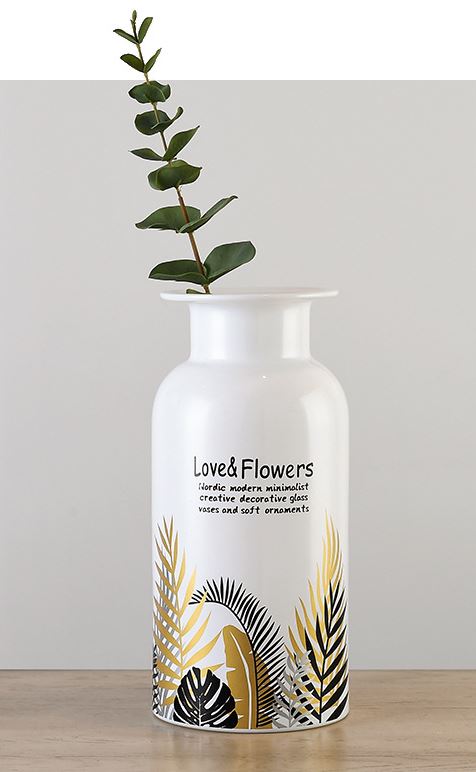 Love&Flowers
Nordic modern minimalist
creative decorative glass
vases and soft ornaments